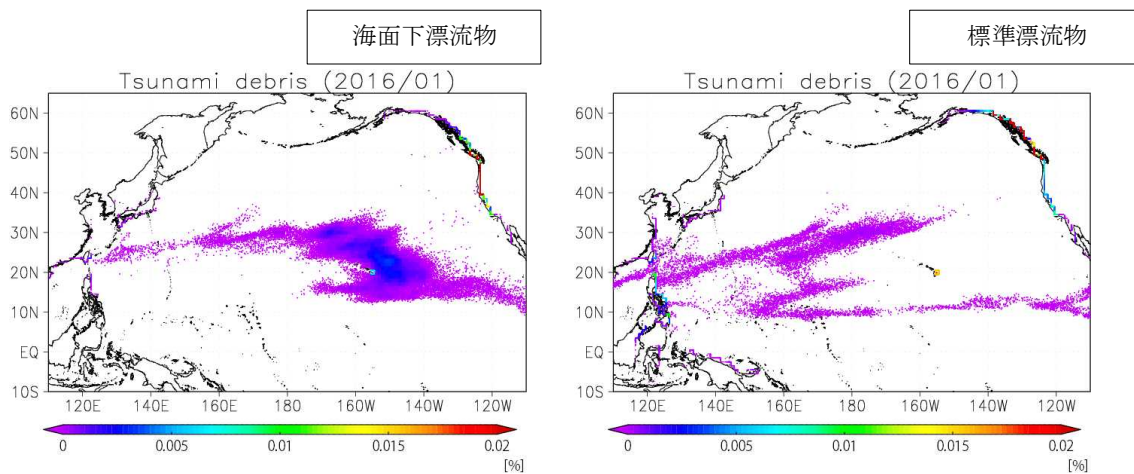 海面下漂流物
標準漂流物
Tsunami debris (2016/01)
Tsunami debris (2016/01)
60N
50N
40N
30N
20N
10N
EQ
10S
120E 140E 160E 180 160W 140W 120W
0 0.005 0.01 0.015 0.02
[%]
60N
50N
40N
30N
20N
10N
EQ
10S
120E 140E 160E 180 160W 140W 120W
0 0.005 0.01 0.015 0.02
[%]